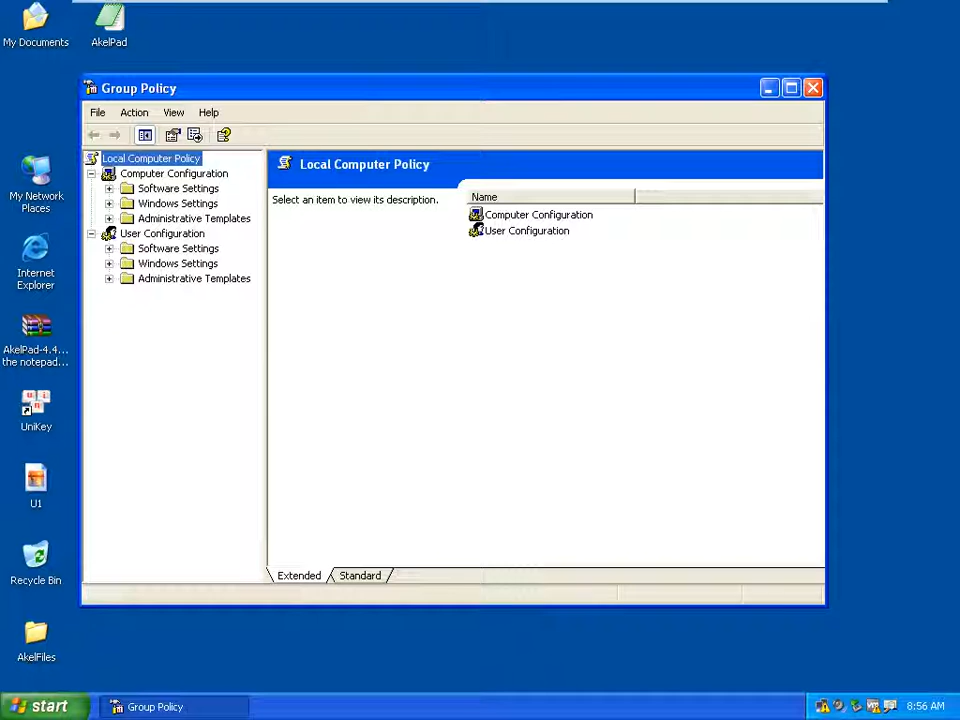 My Documents
AkelPad
Group Policy
File
Action
View
Help
Local Computer Policy
Computer Configuration
Software Settings
Windows Settings
Administrative Templates
User Configuration
Software Settings
Windows Settings
Administrative Templates
Local Computer Policy
Select an item to view its description.
Name
Computer Configuration
User Configuration
Extended
Standard
My Network
Places
Internet
Explorer
AkelPad-4.4...
the notepad...
UniKey
U1
Recycle Bin
AkelFiles
start
Group Policy
8:56 AM